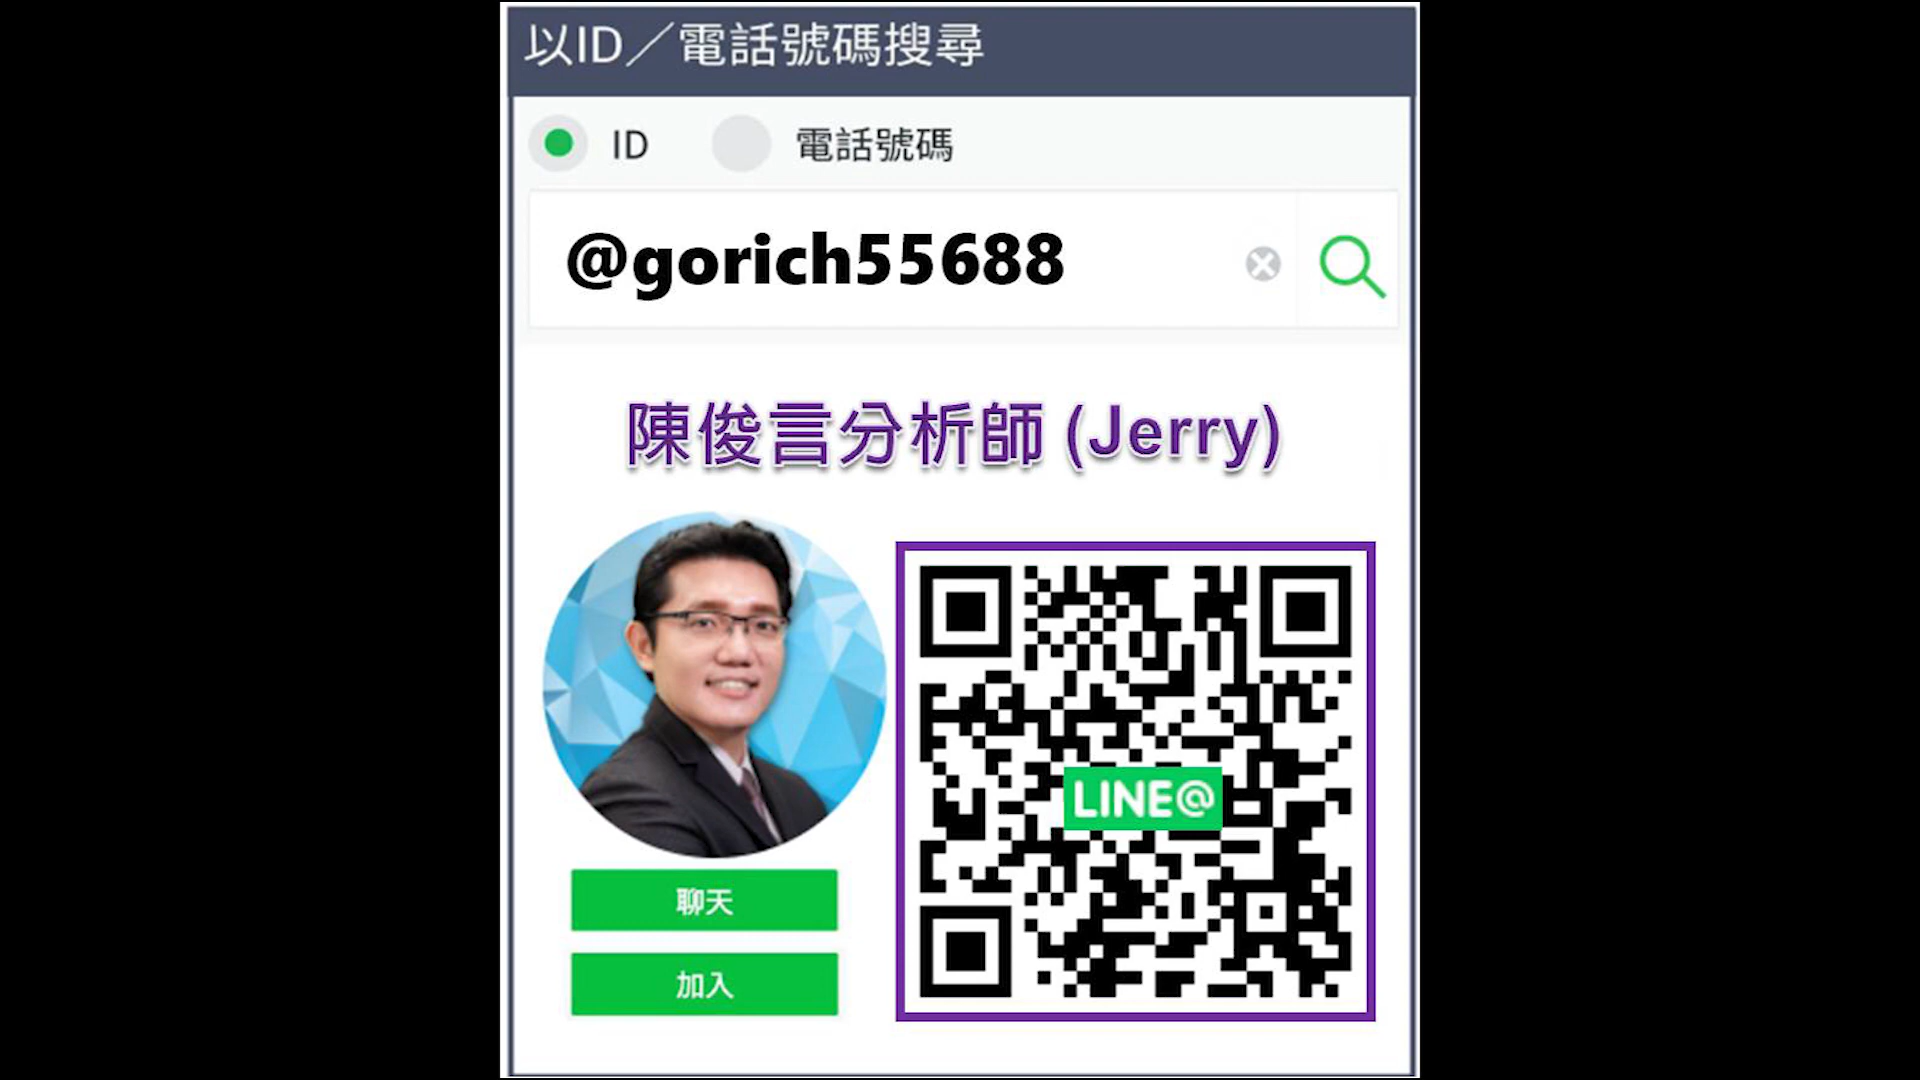 以ID／電話號碼搜尋
ID 電話號碼
@gorich55688
陳俊言分析師 (Jerry)
LINE@
聊天
加入